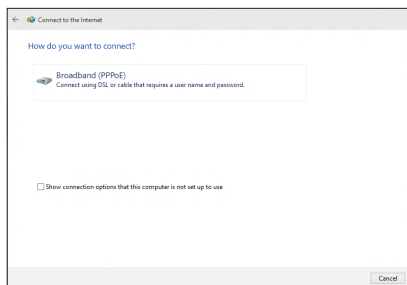 Connect to the Internet
How do you want to connect?
Broadband (PPPoE)
Connect using DSL or cable that requires a user name and password.
Show connection options that this computer is not set up to use
Cancel